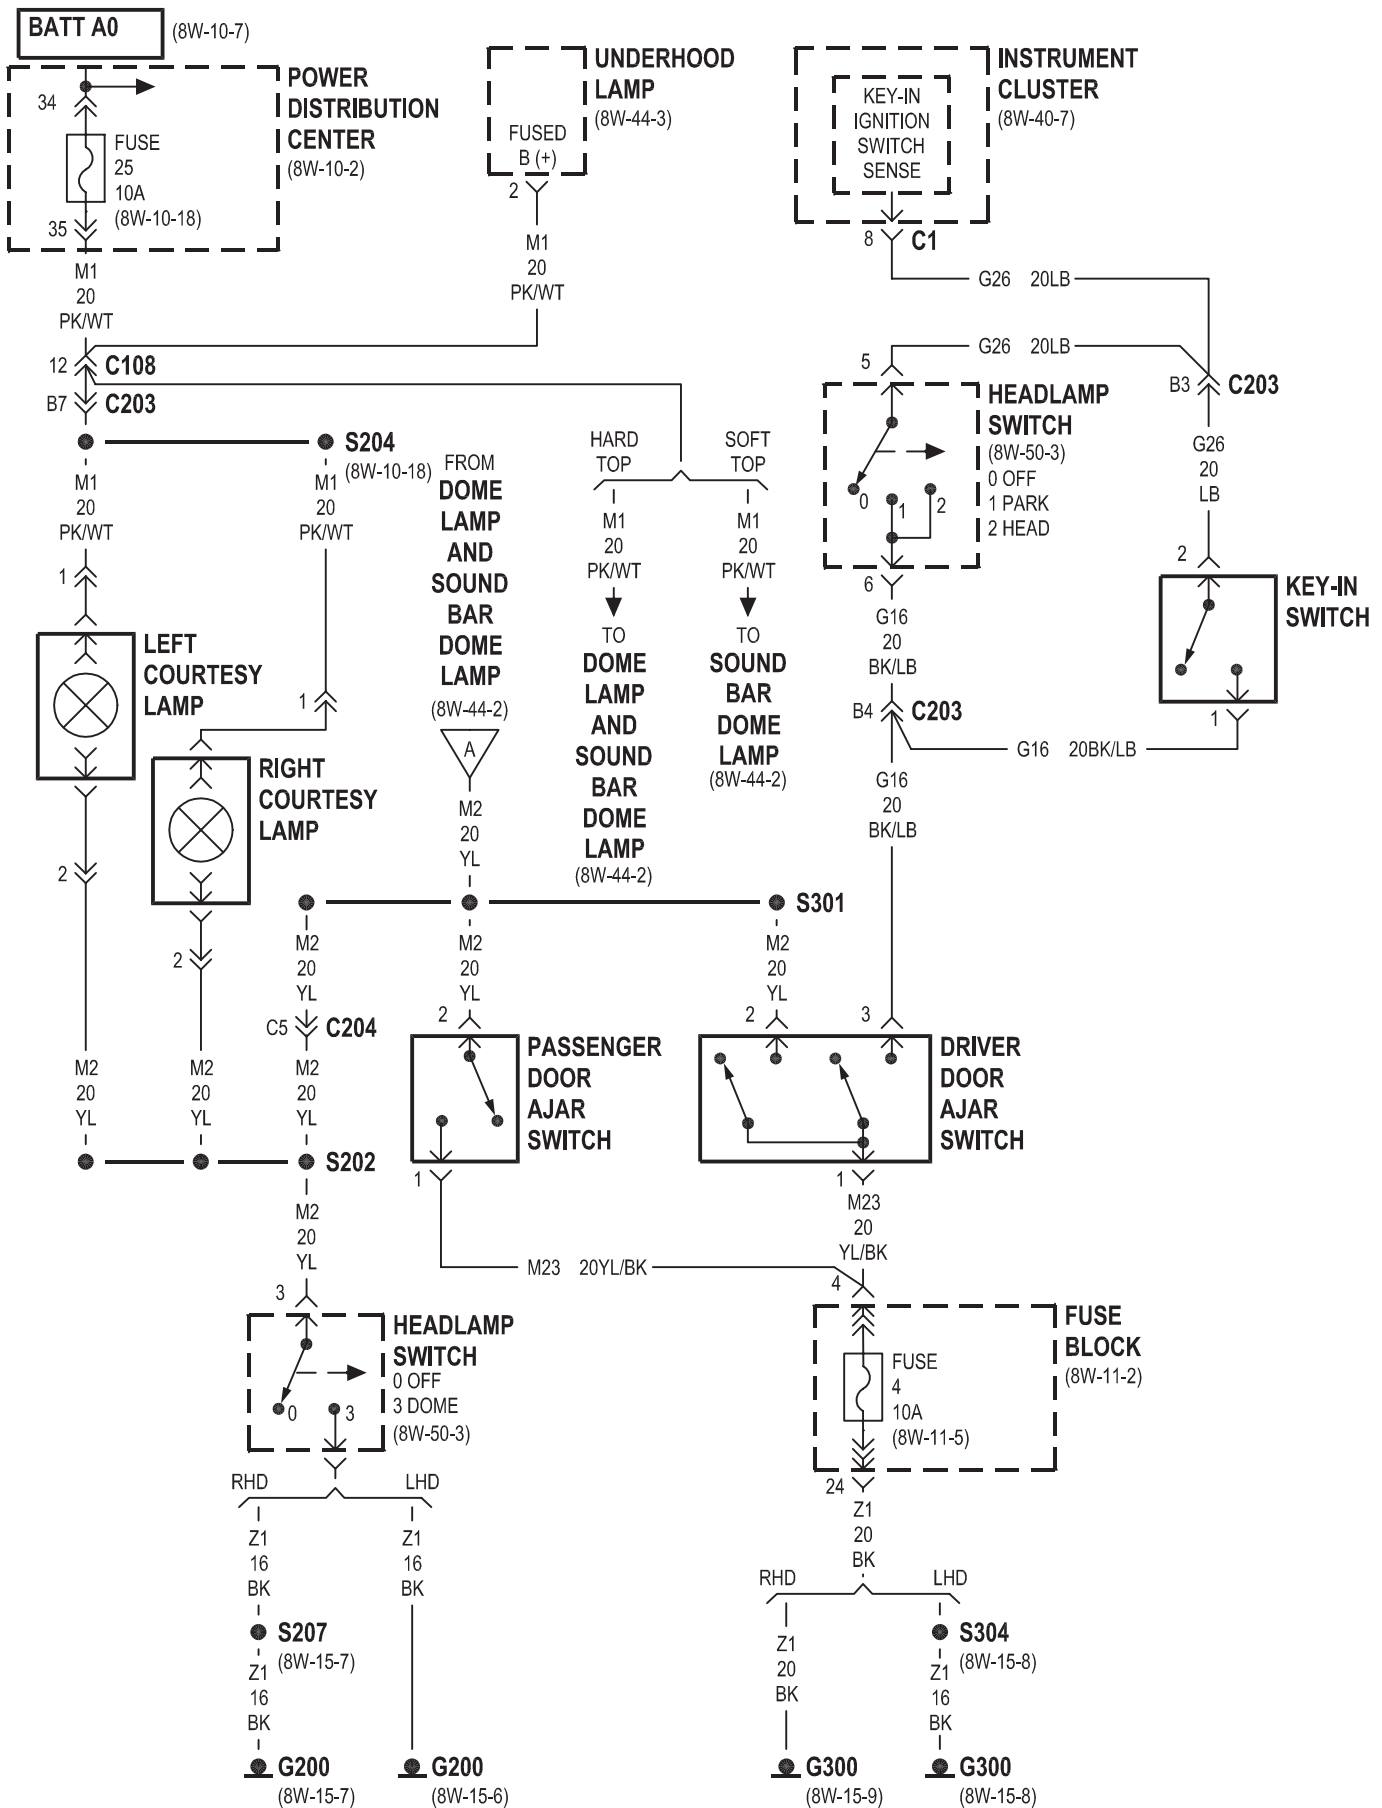 BATT A0
(8W-10-7)
POWER
DISTRIBUTION
CENTER
(8W-10-2)
34
FUSE
25
10A
(8W-10-18)
35
M1
20
PK/WT
UNDERHOOD
LAMP
(8W-44-3)
FUSED
B (+)
2
M1
20
PK/WT
INSTRUMENT
CLUSTER
(8W-40-7)
KEY-IN
IGNITION
SWITCH
SENSE
8
C1
G26 20LB
G26 20LB
12
C108
B7
C203
S204
(8W-10-18)
M1
20
PK/WT
M1
20
PK/WT
FROM
DOME
LAMP
AND
SOUND
BAR
DOME
LAMP
(8W-44-2)
A
M2
20
YL
HARD
TOP
SOFT
TOP
M1
20
PK/WT
M1
20
PK/WT
TO
DOME
LAMP
AND
SOUND
BAR
DOME
LAMP
(8W-44-2)
TO
SOUND
BAR
DOME
LAMP
(8W-44-2)
5
HEADLAMP
SWITCH
(8W-50-3)
0 OFF
1 PARK
2 HEAD
0
1
2
6
G16
20
BK/LB
B3
C203
G26
20
LB
2
KEY-IN
SWITCH
1
B4
C203
G16 20BK/LB
G16
20
BK/LB
1
LEFT
COURTESY
LAMP
2
1
RIGHT
COURTESY
LAMP
2
S301
M2
20
YL
M2
20
YL
M2
20
YL
C5
C204
M2
20
YL
M2
20
YL
M2
20
YL
S202
2
PASSENGER
DOOR
AJAR
SWITCH
1
2
3
DRIVER
DOOR
AJAR
SWITCH
1
M23
20
YL/BK
M23 20YL/BK
4
M2
20
YL
3
HEADLAMP
SWITCH
0 OFF
3 DOME
(8W-50-3)
0
3
FUSE
BLOCK
(8W-11-2)
FUSE
4
10A
(8W-11-5)
24
Z1
20
BK
RHD
LHD
Z1
16
BK
Z1
16
BK
S207
(8W-15-7)
Z1
16
BK
G200
(8W-15-7)
G200
(8W-15-6)
RHD
LHD
Z1
20
BK
S304
(8W-15-8)
Z1
16
BK
G300
(8W-15-9)
G300
(8W-15-8)